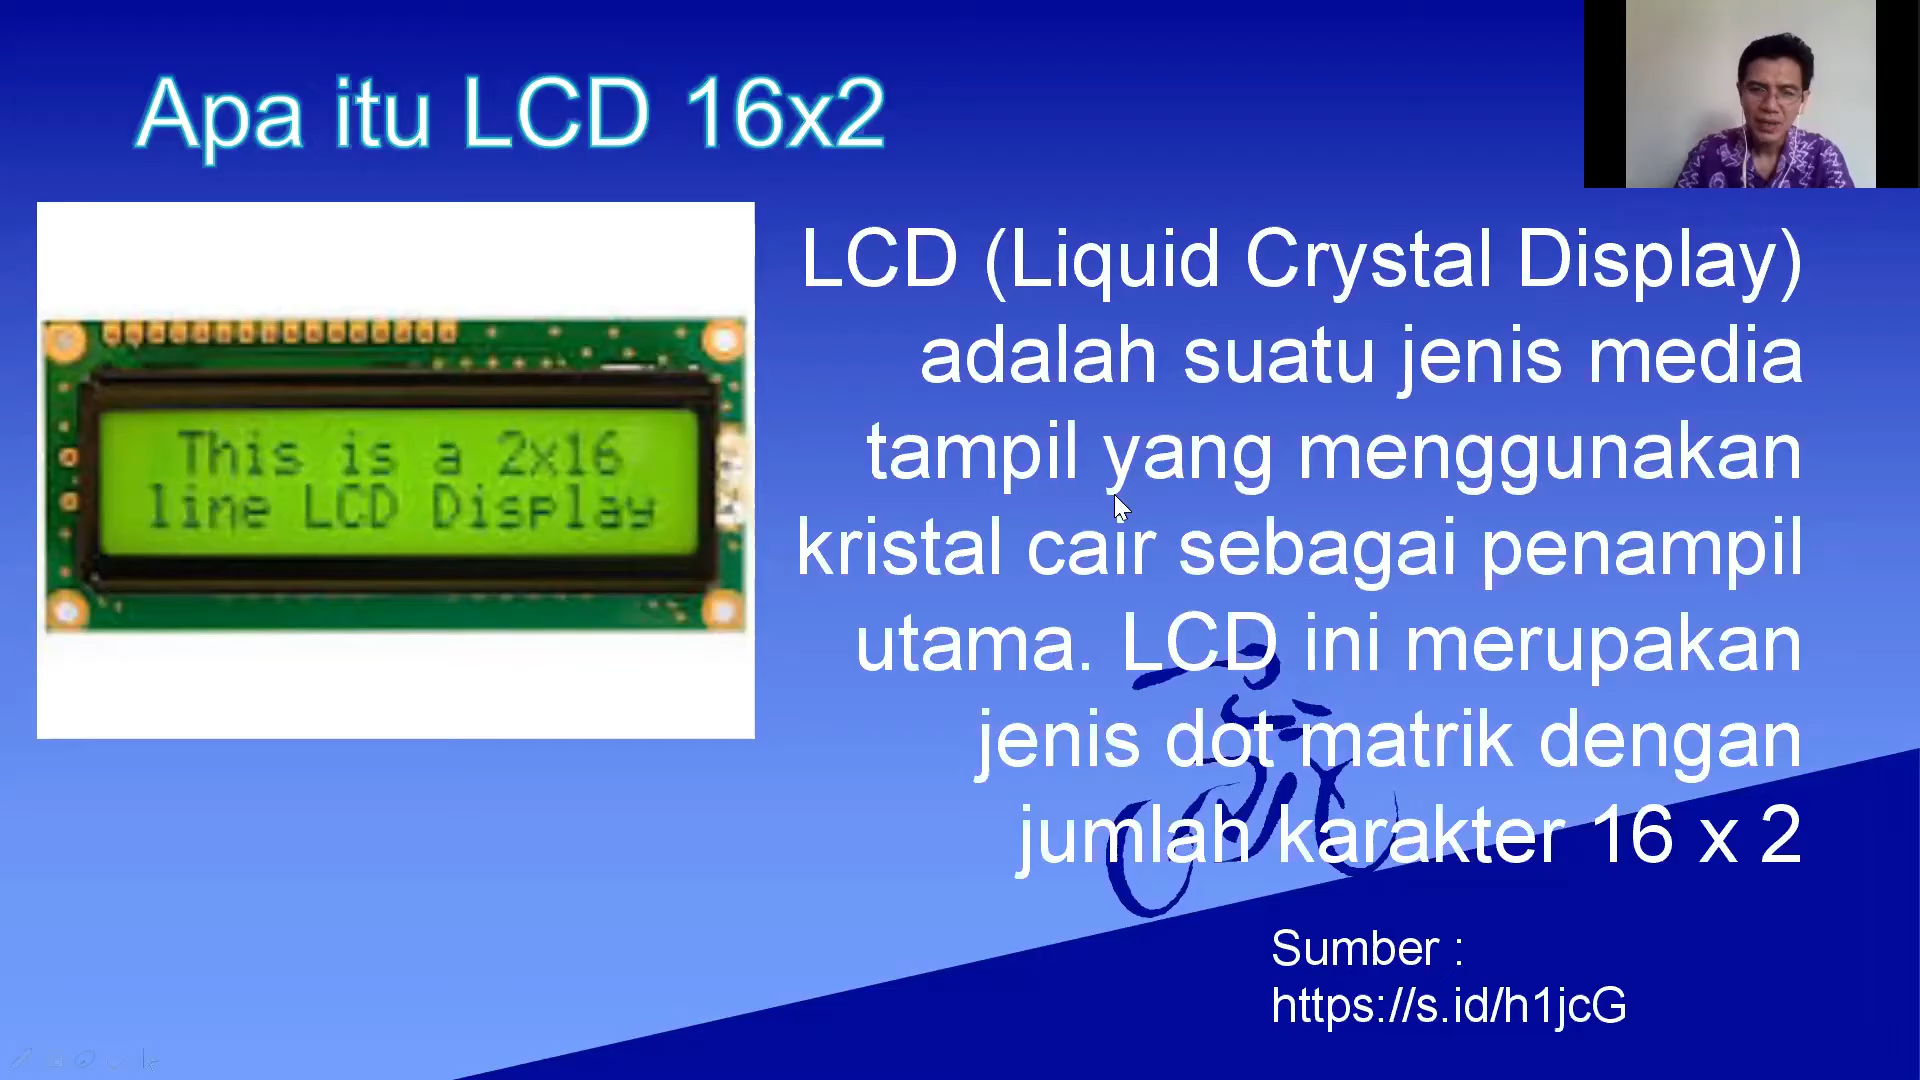 Apa itu LCD 16x2
This is a 2x16
line LCD Display
LCD (Liquid Crystal Display)
adalah suatu jenis media
tampil yang menggunakan
kristal cair sebagai penampil
utama. LCD ini merupakan
jenis dot matrik dengan
jumlah karakter 16 x 2
Sumber :
https://s.id/h1jcG